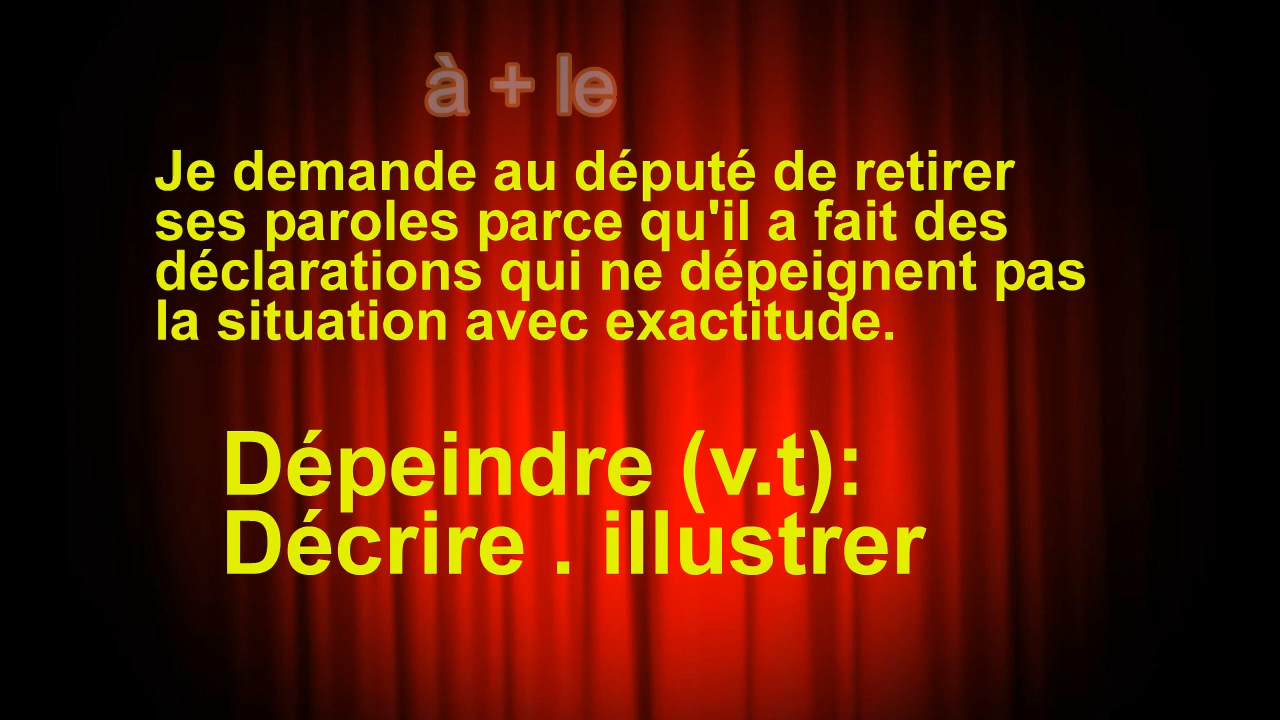 à + le
Je demande au député de retirer
ses paroles parce qu'il a fait des
déclarations qui ne dépeignent pas
la situation avec exactitude.
Dépeindre (v.t):
Décrire . illustrer